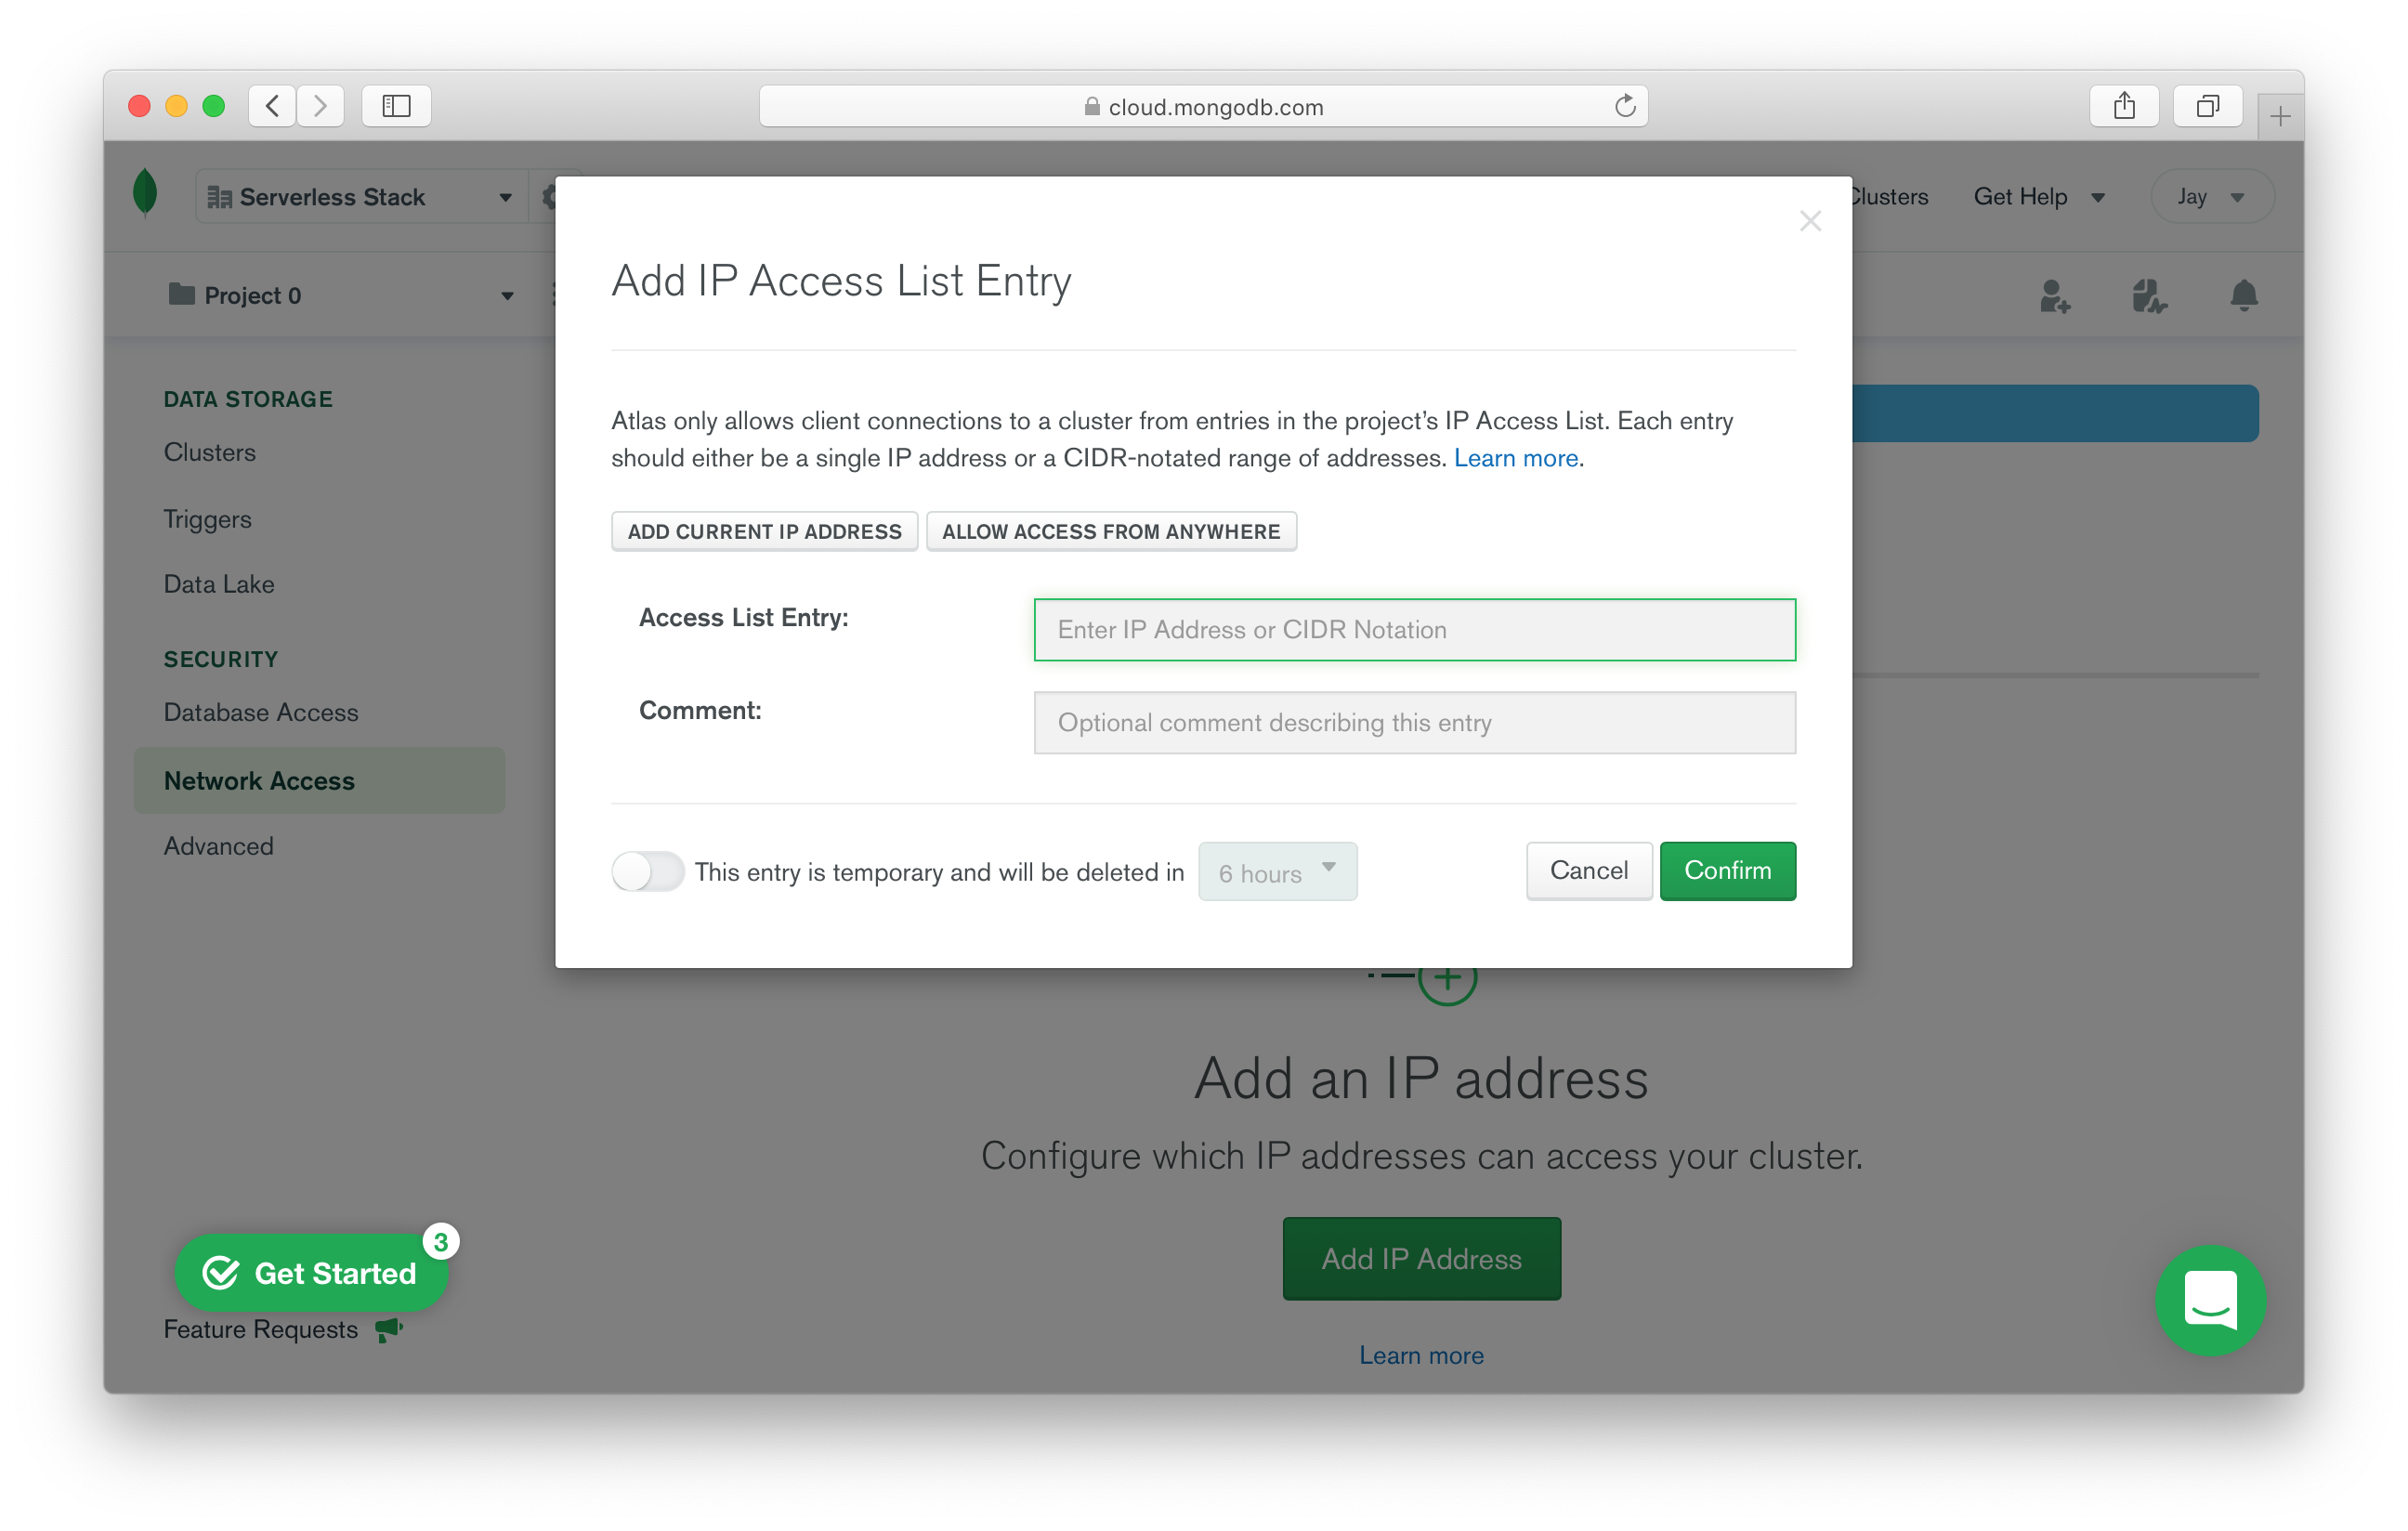 cloud.mongodb.com
Serverless Stack
Clusters
Get Help
Jay
Project 0
DATA STORAGE
Clusters
Triggers
Data Lake
SECURITY
Database Access
Network Access
Advanced
Add IP Access List Entry
Atlas only allows client connections to a cluster from entries in the project’s IP Access List. Each entry
should either be a single IP address or a CIDR-notated range of addresses. Learn more.
ADD CURRENT IP ADDRESS
ALLOW ACCESS FROM ANYWHERE
Access List Entry:
Enter IP Address or CIDR Notation
Comment:
Optional comment describing this entry
This entry is temporary and will be deleted in
6 hours
Cancel
Confirm
Add an IP address
Configure which IP addresses can access your cluster.
Add IP Address
Learn more
3
Get Started
Feature Requests